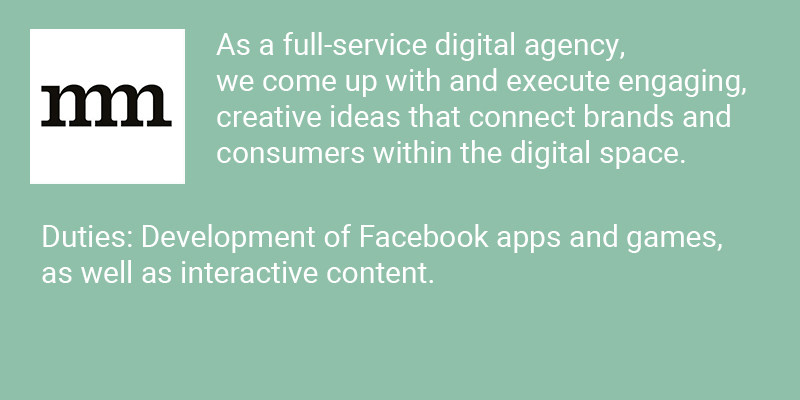 mm
As a full-service digital agency,
we come up with and execute engaging,
creative ideas that connect brands and
consumers within the digital space.
Duties: Development of Facebook apps and games,
as well as interactive content.